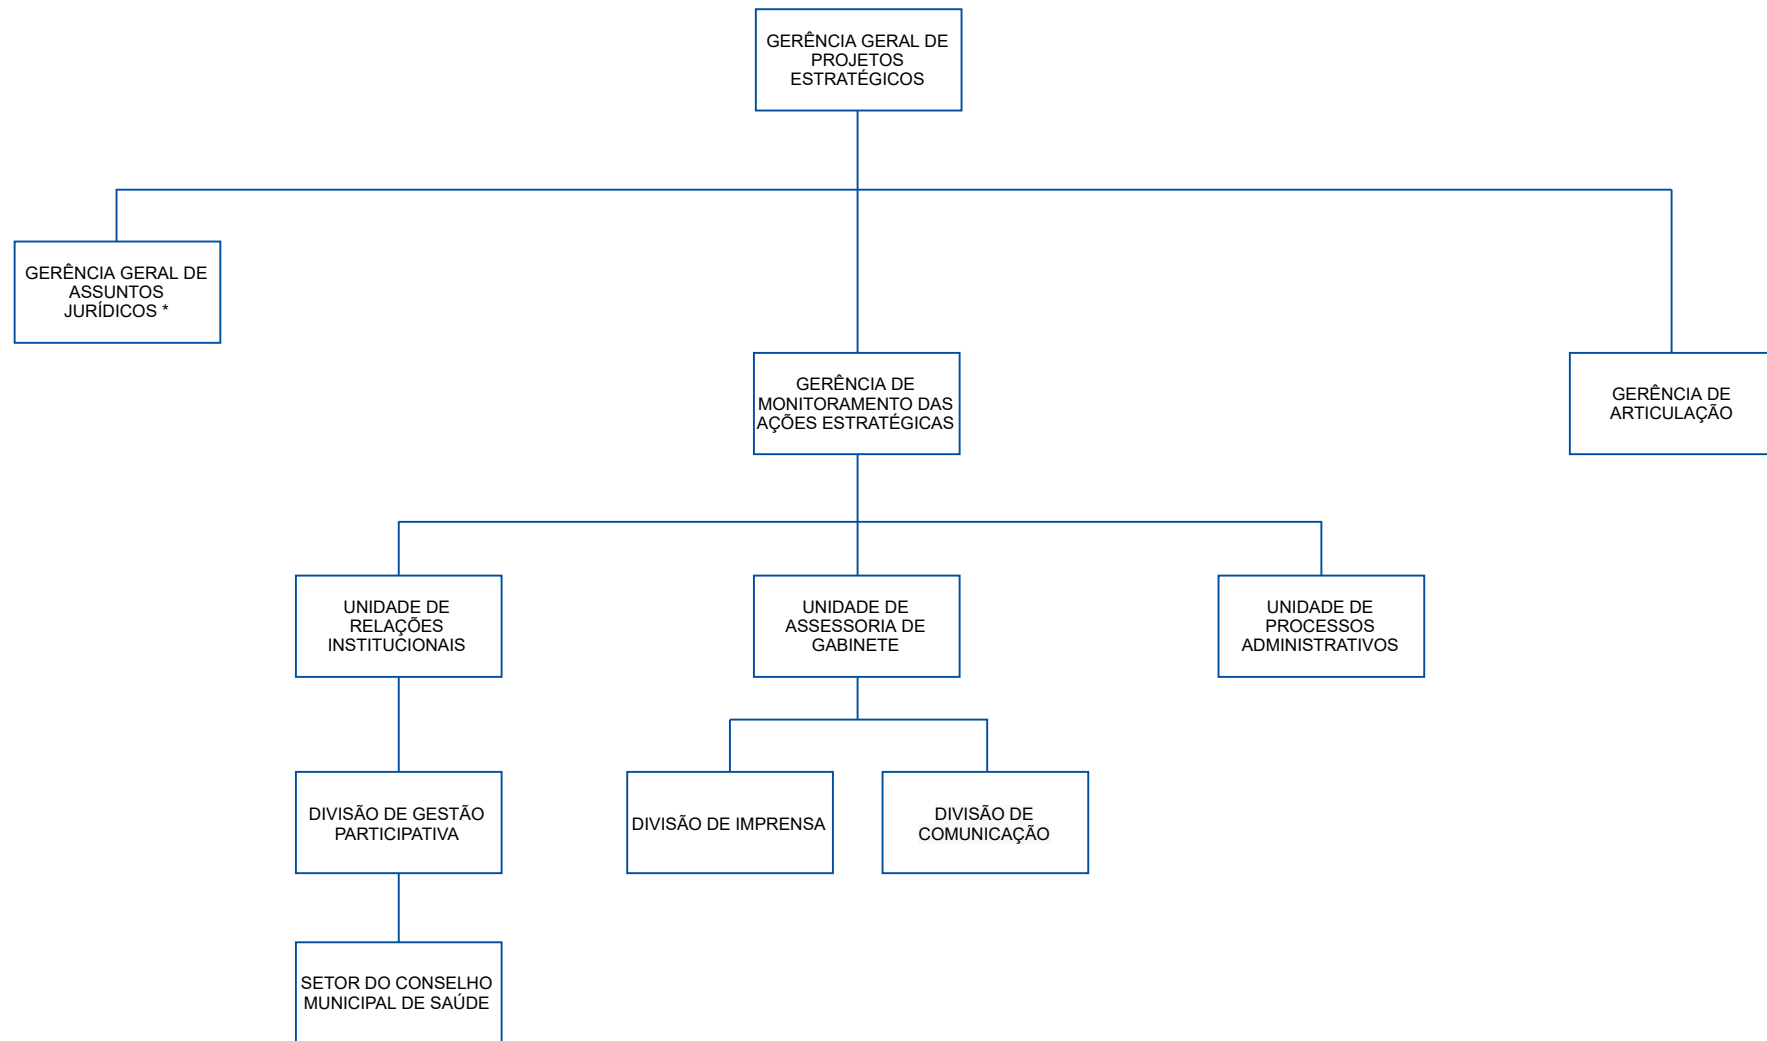 GERÊNCIA GERAL DE
PROJETOS
ESTRATÉGICOS
GERÊNCIA GERAL DE
ASSUNTOS
JURÍDICOS *
GERÊNCIA DE
MONITORAMENTO DAS
AÇÕES ESTRATÉGICAS
GERÊNCIA DE
ARTICULAÇÃO
UNIDADE DE
RELAÇÕES
INSTITUCIONAIS
UNIDADE DE
ASSESSORIA DE
GABINETE
UNIDADE DE
PROCESSOS
ADMINISTRATIVOS
DIVISÃO DE GESTÃO
PARTICIPATIVA
DIVISÃO DE IMPRENSA
DIVISÃO DE
COMUNICAÇÃO
SETOR DO CONSELHO
MUNICIPAL DE SAÚDE